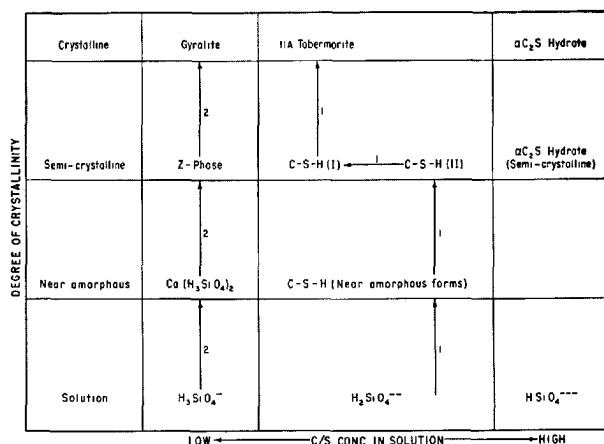 Crystalline
Gyrolite
11A Tobermorite
αC₂S Hydrate
2
1
Semi-crystalline
Z-Phase
C-S-H (I)
1
C-S-H (II)
αC₂S Hydrate
(Semi-crystalline)
2
1
Near amorphous
Ca (H₃SiO₄)₂
C-S-H (Near amorphous forms)
2
1
Solution
H₃SiO₄⁻
H₂SiO₄⁻⁻
HSiO₄⁻⁻⁻
DEGREE OF CRYSTALLINITY
LOW
C/S CONC IN SOLUTION
HIGH